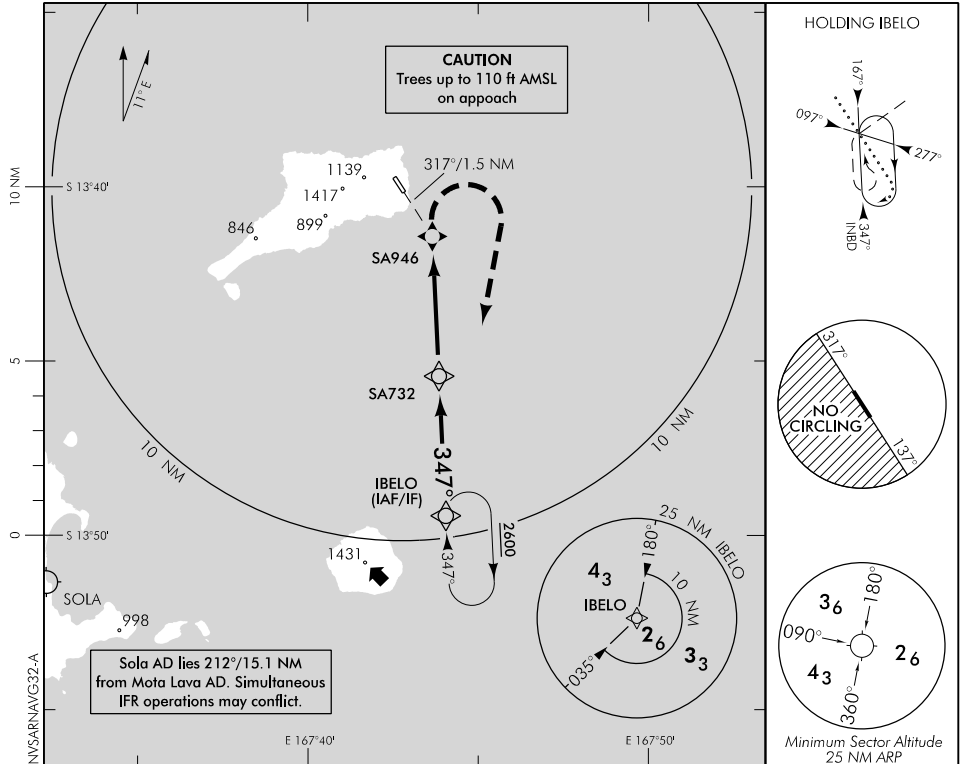 CAUTION
Trees up to 110 ft AMSL
on appoach
11° E
10 NM
S 13°40'
1139
317°/1.5 NM
1417
899
846
SA946
5
SA732
10 NM
10 NM
347°
IBELO
(IAF/IF)
0
S 13°50'
2600
347°
1431
SOLA
998
25 NM IBELO
180°
10 NM
43
IBELO
26
33
035°
Sola AD lies 212°/15.1 NM
from Mota Lava AD. Simultaneous
IFR operations may conflict.
NVSARNAVG32-A
E 167°40'
E 167°50'
HOLDING IBELO
167°
097°
277°
347°
INBD
317°
NO
CIRCLING
137°
180°
36
090°
26
43
360°
Minimum Sector Altitude
25 NM ARP